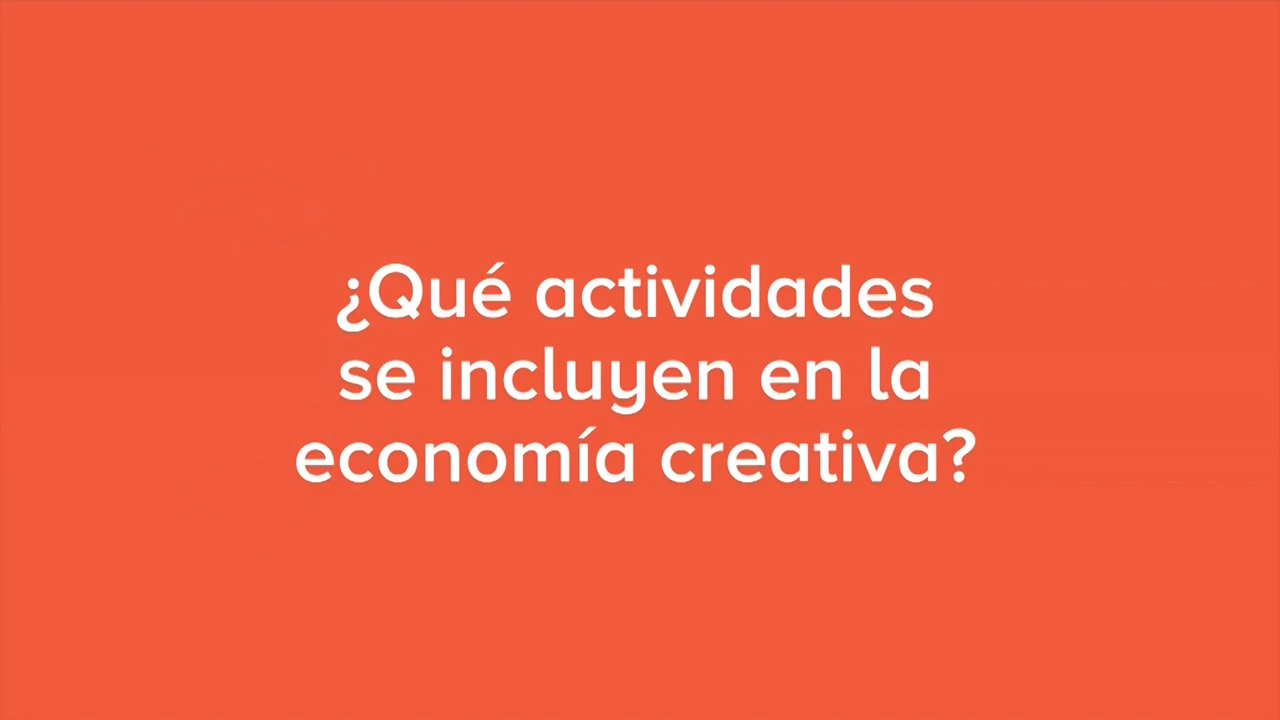 ¿Qué actividades
se incluyen en la
economía creativa?